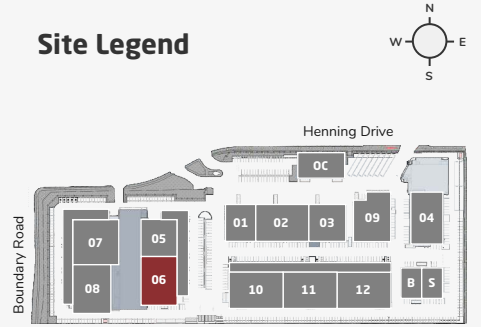 Site Legend
N
W
E
S
Henning Drive
Boundary Road
OC
01
02
03
09
04
07
05
08
06
10
11
12
B
S